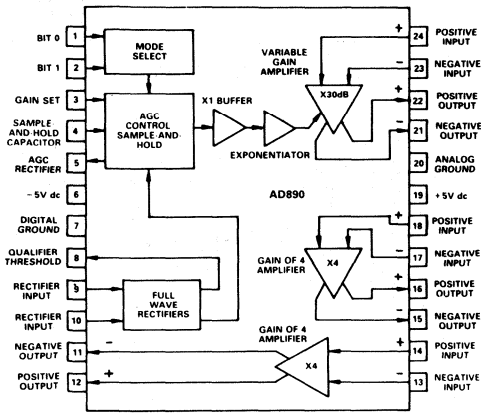 BIT 0
1
BIT 1
2
GAIN SET
3
SAMPLE
-AND-HOLD
CAPACITOR
4
AGC
RECTIFIER
5
- 5V dc
6
DIGITAL
GROUND
7
QUALIFIER
THRESHOLD
8
RECTIFIER
INPUT
9
RECTIFIER
INPUT
10
NEGATIVE
OUTPUT
11
POSITIVE
OUTPUT
12
MODE
SELECT
AGC
CONTROL
SAMPLE-AND-
HOLD
X1 BUFFER
EXPONENTIATOR
VARIABLE
GAIN
AMPLIFIER
X30dB
AD890
FULL
WAVE
RECTIFIERS
GAIN OF 4
AMPLIFIER
X4
GAIN OF 4
AMPLIFIER
X4
-
+
+
24
POSITIVE
INPUT
-
23
NEGATIVE
INPUT
+
22
POSITIVE
OUTPUT
-
21
NEGATIVE
OUTPUT
20
ANALOG
GROUND
19
+5V dc
+
18
POSITIVE
INPUT
-
17
NEGATIVE
INPUT
+
16
POSITIVE
OUTPUT
-
15
NEGATIVE
OUTPUT
+
14
POSITIVE
INPUT
-
13
NEGATIVE
INPUT